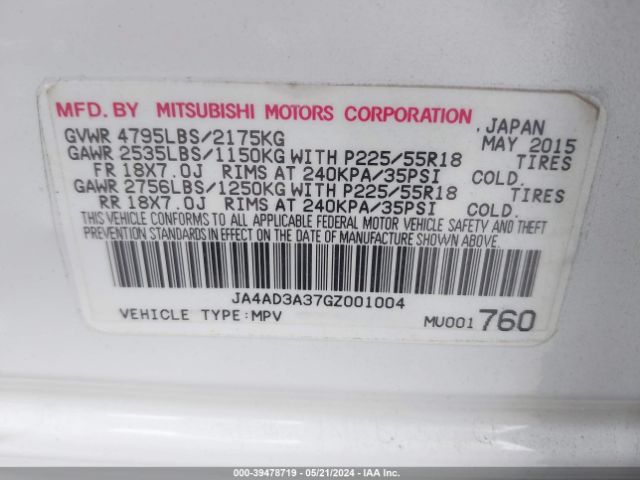 MFD. BY MITSUBISHI MOTORS CORPORATION , JAPAN
GVWR 4795LBS/2175KG MAY 2015
GAWR 2535LBS/1150KG WITH P225/55R18 TIRES
FR 18X7.0J RIMS AT 240KPA/35PSI COLD.
GAWR 2756LBS/1250KG WITH P225/55R18 TIRES
RR 18X7.0J RIMS AT 240KPA/35PSI COLD.
THIS VEHICLE CONFORMS TO ALL APPLICABLE FEDERAL MOTOR VEHICLE SAFETY AND THEFT
PREVENTION STANDARDS IN EFFECT ON THE DATE OF MANUFACTURE SHOWN ABOVE.
JA4AD3A37GZ001004
VEHICLE TYPE:MPV MU001 760
000-39478719 / 05/21/2024 / IAAI.COM